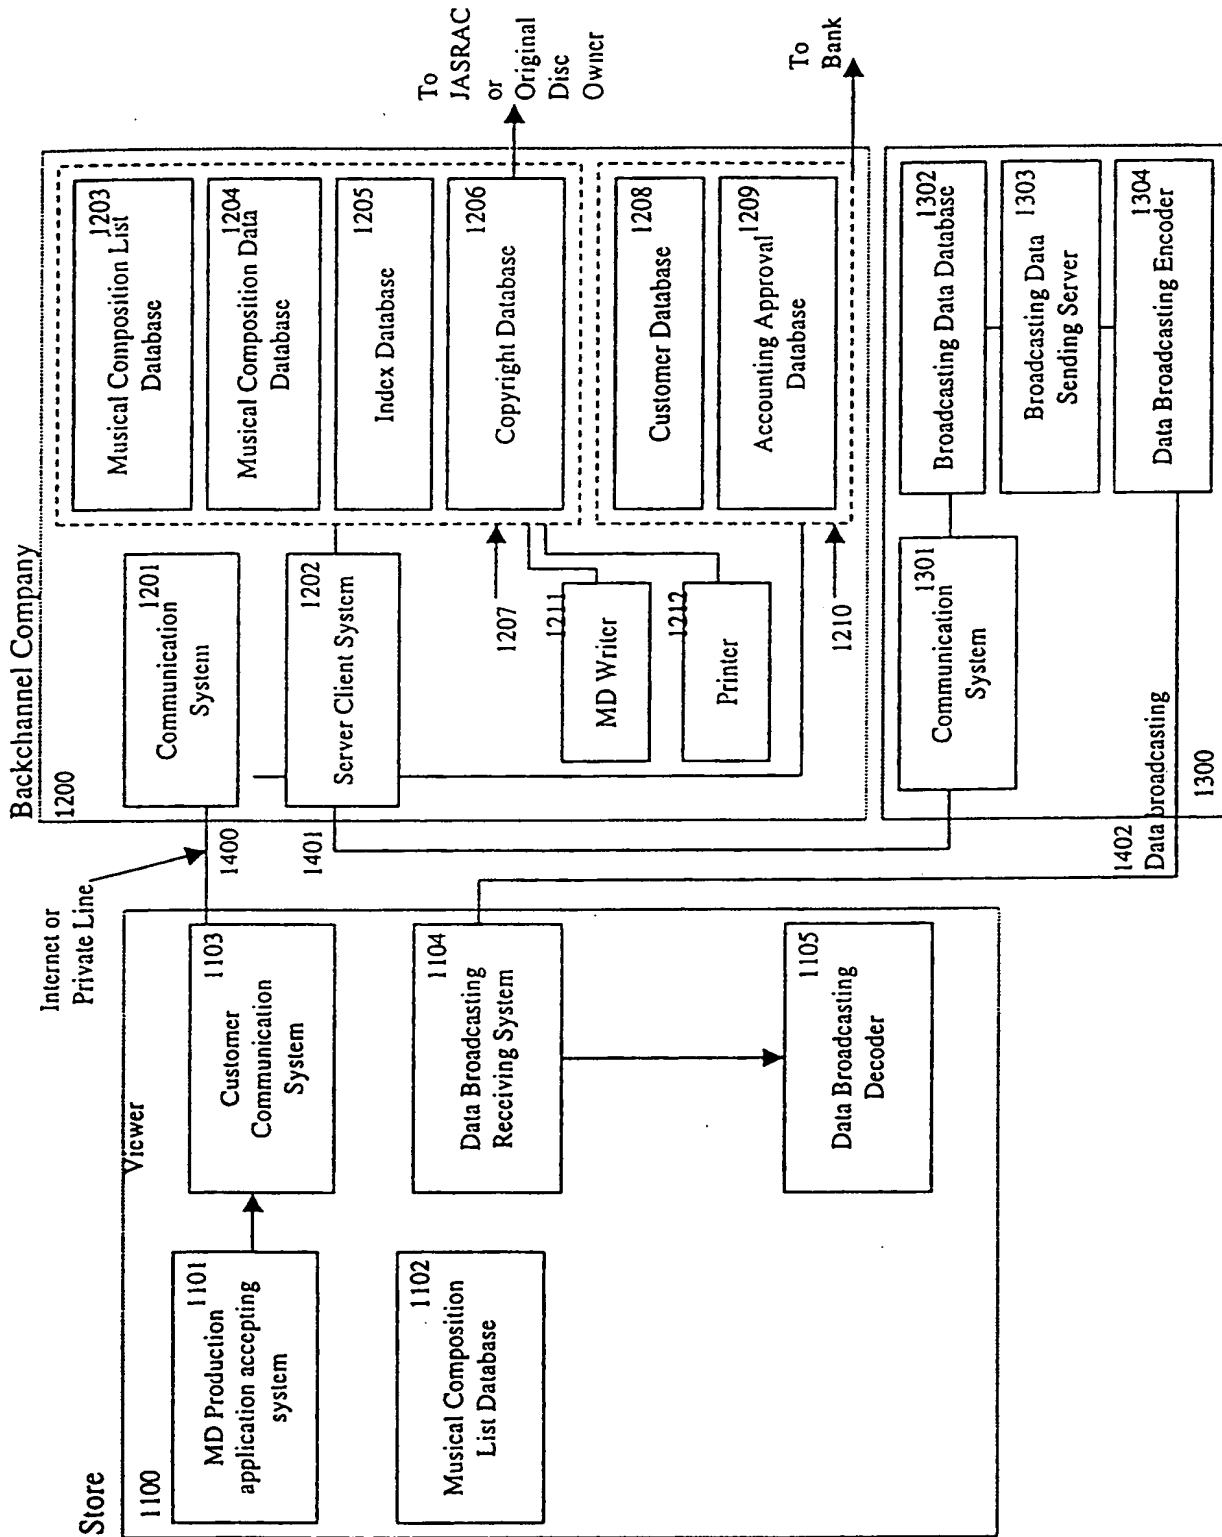 Store
1100
Viewer
MD Production
application accepting
system
1101
Musical Composition
List Database
1102
Customer
Communication
System
1103
Data Broadcasting
Receiving System
1104
Data Broadcasting
Decoder
1105
Internet or
Private Line
1400
1401
1402
Data broadcasting
Backchannel Company
1200
Communication
System
1201
Server Client System
1202
Musical Composition List
Database
1203
Musical Composition Data
Database
1204
Index Database
1205
Copyright Database
1206
1207
MD Writer
1211
Printer
1212
Customer Database
1208
Accounting Approval
Database
1209
1210
To
JASRAC
or
Original
Disc
Owner
To
Bank
1300
Communication
System
1301
Broadcasting Data Database
1302
Broadcasting Data
Sending Server
1303
Data Broadcasting Encoder
1304